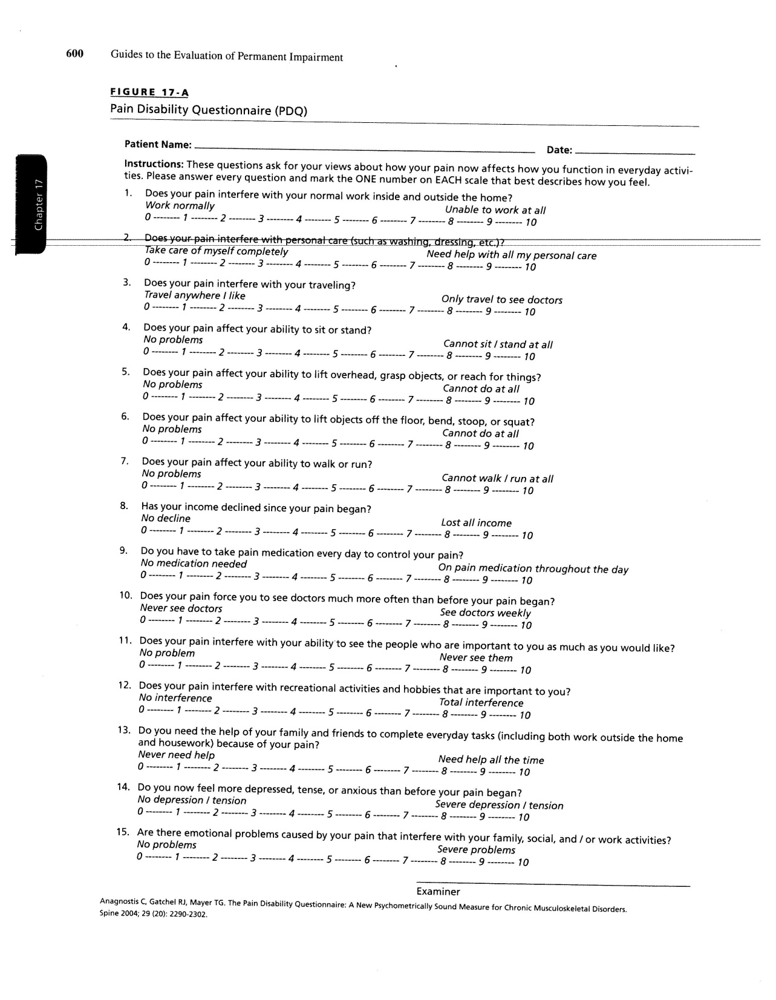 600 Guides to the Evaluation of Permanent Impairment
FIGURE 17-A
Pain Disability Questionnaire (PDQ)
Patient Name: Date:
Chapter 17
Instructions: These questions ask for your views about how your pain now affects how you function in everyday activi-
ties. Please answer every question and mark the ONE number on EACH scale that best describes how you feel.
1. Does your pain interfere with your normal work inside and outside the home?
Work normally Unable to work at all
0 -------- 1 -------- 2 -------- 3 -------- 4 -------- 5 -------- 6 -------- 7 -------- 8 -------- 9 -------- 10
2. Does your pain interfere with personal care (such as washing, dressing, etc.)?
Take care of myself completely Need help with all my personal care
0 -------- 1 -------- 2 -------- 3 -------- 4 -------- 5 -------- 6 -------- 7 -------- 8 -------- 9 -------- 10
3. Does your pain interfere with your traveling?
Travel anywhere I like Only travel to see doctors
0 -------- 1 -------- 2 -------- 3 -------- 4 -------- 5 -------- 6 -------- 7 -------- 8 -------- 9 -------- 10
4. Does your pain affect your ability to sit or stand?
No problems Cannot sit / stand at all
0 -------- 1 -------- 2 -------- 3 -------- 4 -------- 5 -------- 6 -------- 7 -------- 8 -------- 9 -------- 10
5. Does your pain affect your ability to lift overhead, grasp objects, or reach for things?
No problems Cannot do at all
0 -------- 1 -------- 2 -------- 3 -------- 4 -------- 5 -------- 6 -------- 7 -------- 8 -------- 9 -------- 10
6. Does your pain affect your ability to lift objects off the floor, bend, stoop, or squat?
No problems Cannot do at all
0 -------- 1 -------- 2 -------- 3 -------- 4 -------- 5 -------- 6 -------- 7 -------- 8 -------- 9 -------- 10
7. Does your pain affect your ability to walk or run?
No problems Cannot walk / run at all
0 -------- 1 -------- 2 -------- 3 -------- 4 -------- 5 -------- 6 -------- 7 -------- 8 -------- 9 -------- 10
8. Has your income declined since your pain began?
No decline Lost all income
0 -------- 1 -------- 2 -------- 3 -------- 4 -------- 5 -------- 6 -------- 7 -------- 8 -------- 9 -------- 10
9. Do you have to take pain medication every day to control your pain?
No medication needed On pain medication throughout the day
0 -------- 1 -------- 2 -------- 3 -------- 4 -------- 5 -------- 6 -------- 7 -------- 8 -------- 9 -------- 10
10. Does your pain force you to see doctors much more often than before your pain began?
Never see doctors See doctors weekly
0 -------- 1 -------- 2 -------- 3 -------- 4 -------- 5 -------- 6 -------- 7 -------- 8 -------- 9 -------- 10
11. Does your pain interfere with your ability to see the people who are important to you as much as you would like?
No problem Never see them
0 -------- 1 -------- 2 -------- 3 -------- 4 -------- 5 -------- 6 -------- 7 -------- 8 -------- 9 -------- 10
12. Does your pain interfere with recreational activities and hobbies that are important to you?
No interference Total interference
0 -------- 1 -------- 2 -------- 3 -------- 4 -------- 5 -------- 6 -------- 7 -------- 8 -------- 9 -------- 10
13. Do you need the help of your family and friends to complete everyday tasks (including both work outside the home
and housework) because of your pain?
Never need help Need help all the time
0 -------- 1 -------- 2 -------- 3 -------- 4 -------- 5 -------- 6 -------- 7 -------- 8 -------- 9 -------- 10
14. Do you now feel more depressed, tense, or anxious than before your pain began?
No depression / tension Severe depression / tension
0 -------- 1 -------- 2 -------- 3 -------- 4 -------- 5 -------- 6 -------- 7 -------- 8 -------- 9 -------- 10
15. Are there emotional problems caused by your pain that interfere with your family, social, and / or work activities?
No problems Severe problems
0 -------- 1 -------- 2 -------- 3 -------- 4 -------- 5 -------- 6 -------- 7 -------- 8 -------- 9 -------- 10
Examiner
Anagnostis C, Gatchel RJ, Mayer TG. The Pain Disability Questionnaire: A New Psychometrically Sound Measure for Chronic Musculoskeletal Disorders.
Spine 2004; 29 (20): 2290-2302.